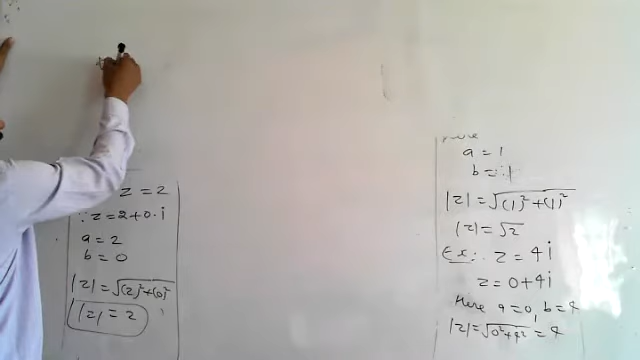 z = 2
∵ z = 2 + 0 · i
a = 2
b = 0
|z| = √(2)²+(0)²
|z| = 2
Here
a = 1
|z| = √(1)²+(1)²
|z| = √2
Ex:. z = 4i
z = 0+4i
Here a=0, b=4
|z| = √0²+4² = 4